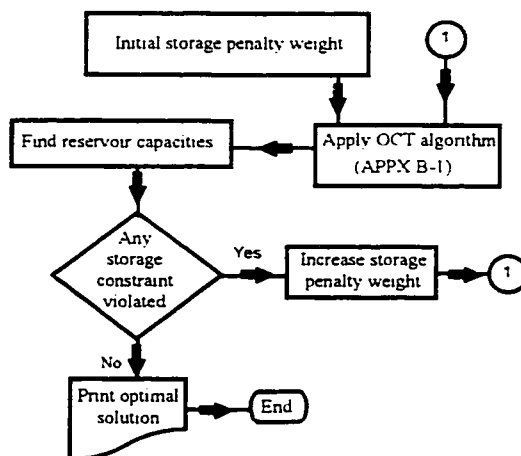 Initial storage penalty weight
1
Find reservour capacities
Apply OCT algorithm
(APPX B-1)
Any
storage
constraint
violated
Yes
Increase storage
penalty weight
1
No
Print optimal
solution
End